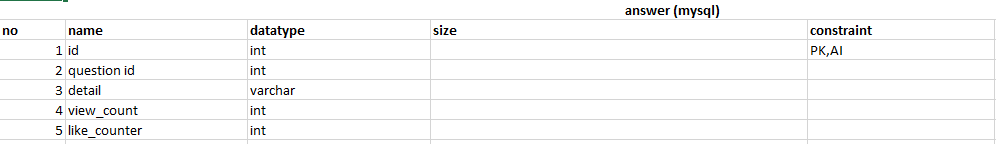 answer (mysql)
no name datatype size constraint
1 id int PK,AI
2 question id int
3 detail varchar
4 view_count int
5 like_counter int